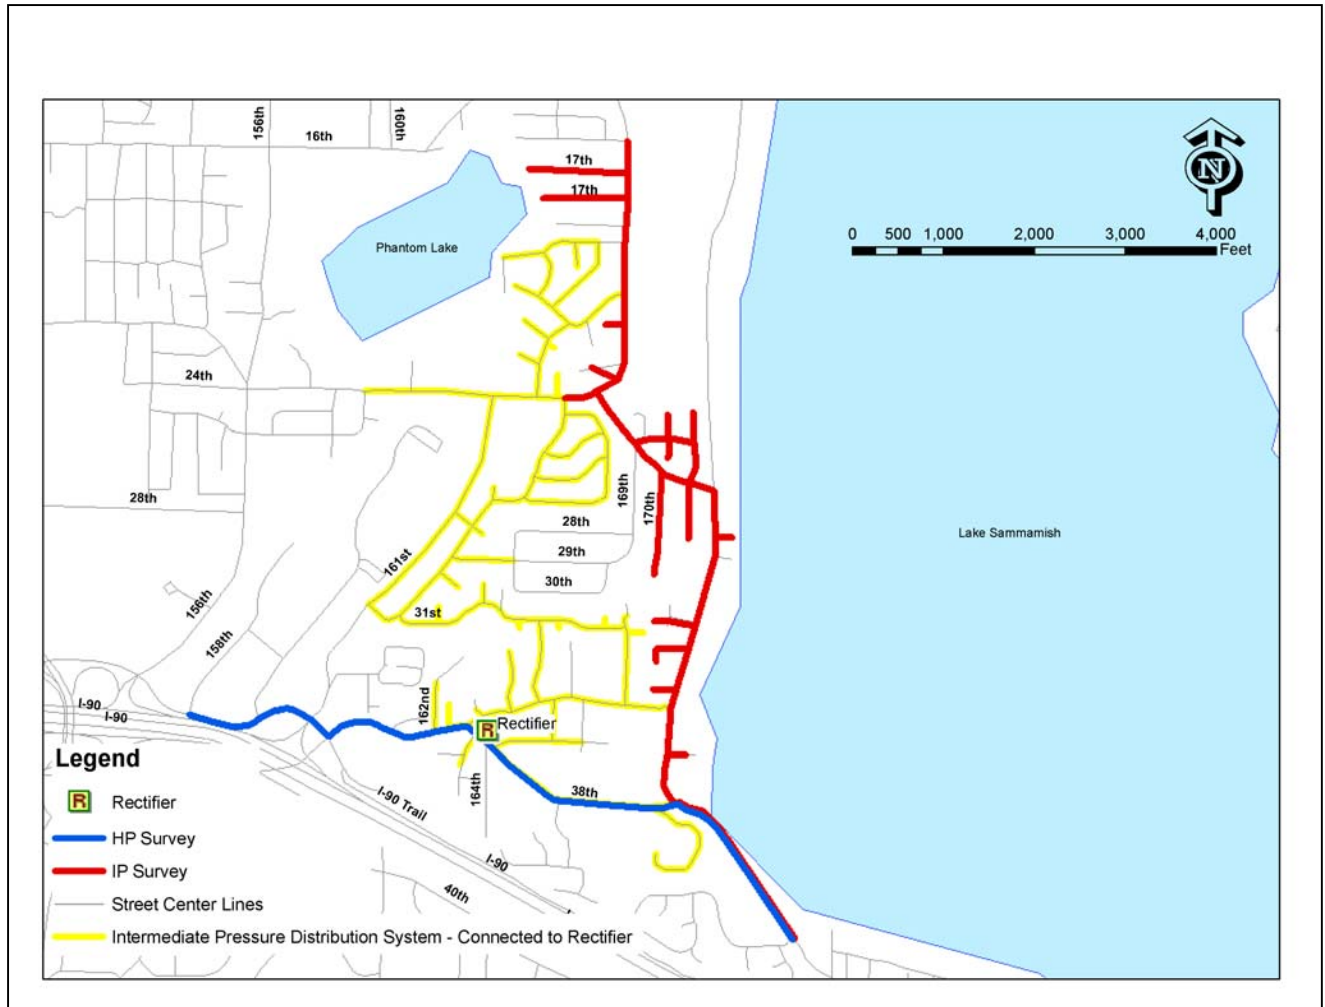 156th
160th
16th
17th
17th
N
0 500 1,000 2,000 3,000 4,000
Feet
Phantom Lake
24th
28th
169th
170th
28th
29th
30th
161st
31st
156th
158th
Lake Sammamish
162nd
I-90
I-90
R Rectifier
164th
38th
I-90 Trail
I-90
40th
Legend
R Rectifier
HP Survey
IP Survey
Street Center Lines
Intermediate Pressure Distribution System - Connected to Rectifier